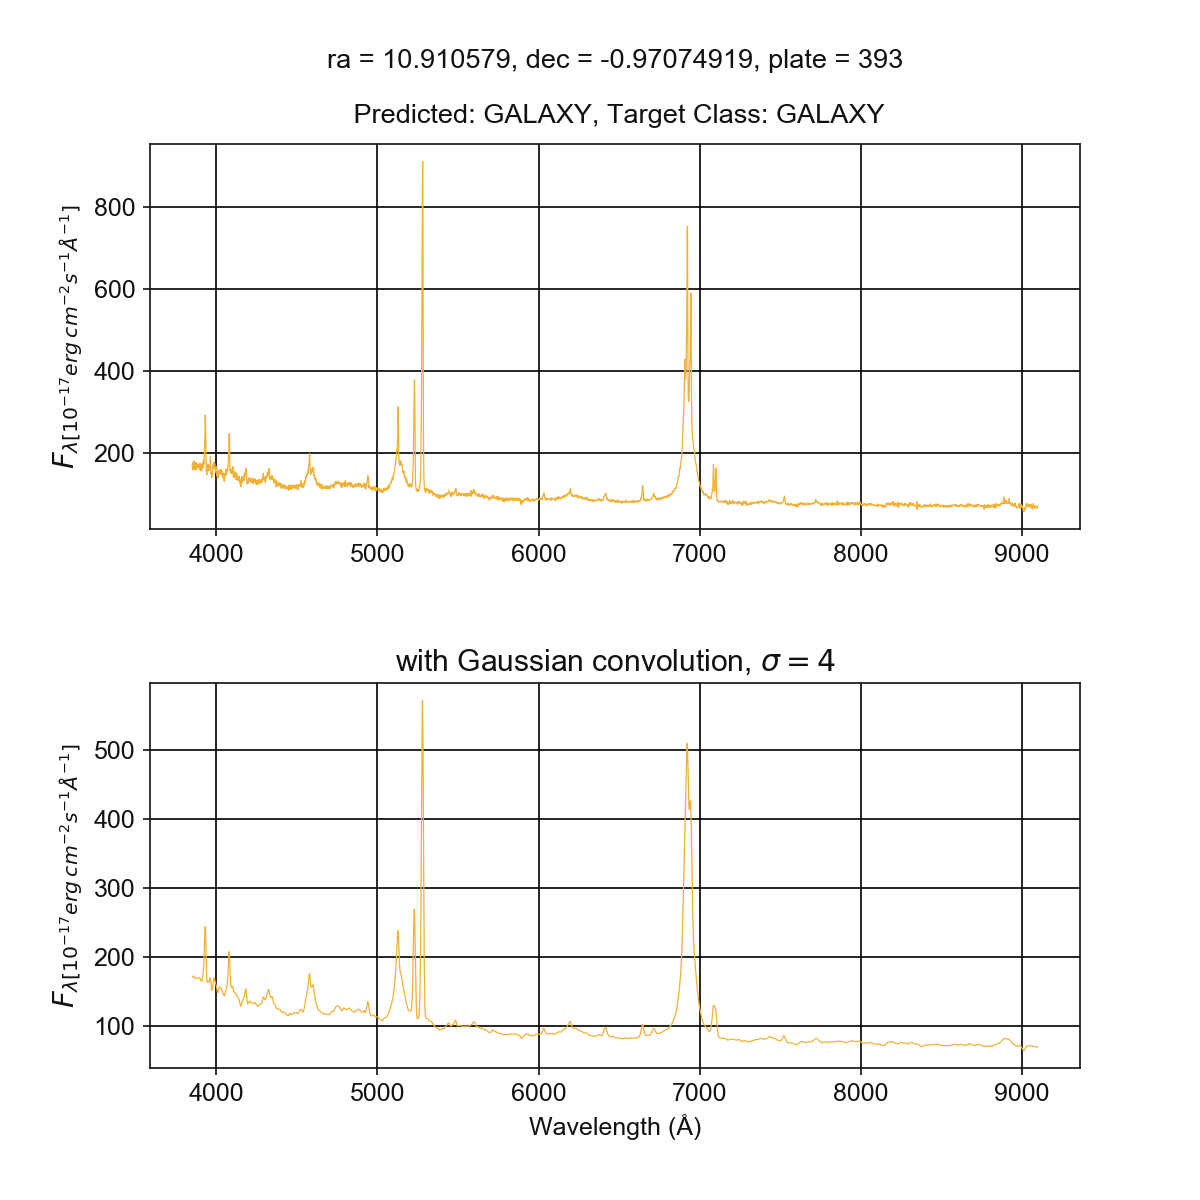 ra = 10.910579, dec = -0.97074919, plate = 393
Predicted: GALAXY, Target Class: GALAXY
800
600
400
200
Fλ[10⁻¹⁷erg cm⁻²s⁻¹Å⁻¹]
4000 5000 6000 7000 8000 9000
with Gaussian convolution, σ = 4
500
400
300
200
100
Fλ[10⁻¹⁷erg cm⁻²s⁻¹Å⁻¹]
4000 5000 6000 7000 8000 9000
Wavelength (Å)